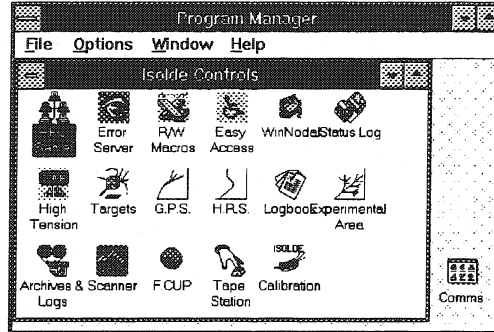 Program Manager
File Options Window Help
Isolde Controls
Error Server
R/W Macros
Easy Access
WinNodal
Status Log
High Tension
Targets
G.P.S.
H.R.S.
Logbook
Experimental Area
ISOLDE
Archives & Logs
Scanner
F.CUP
Tape Station
Calibration
Comms